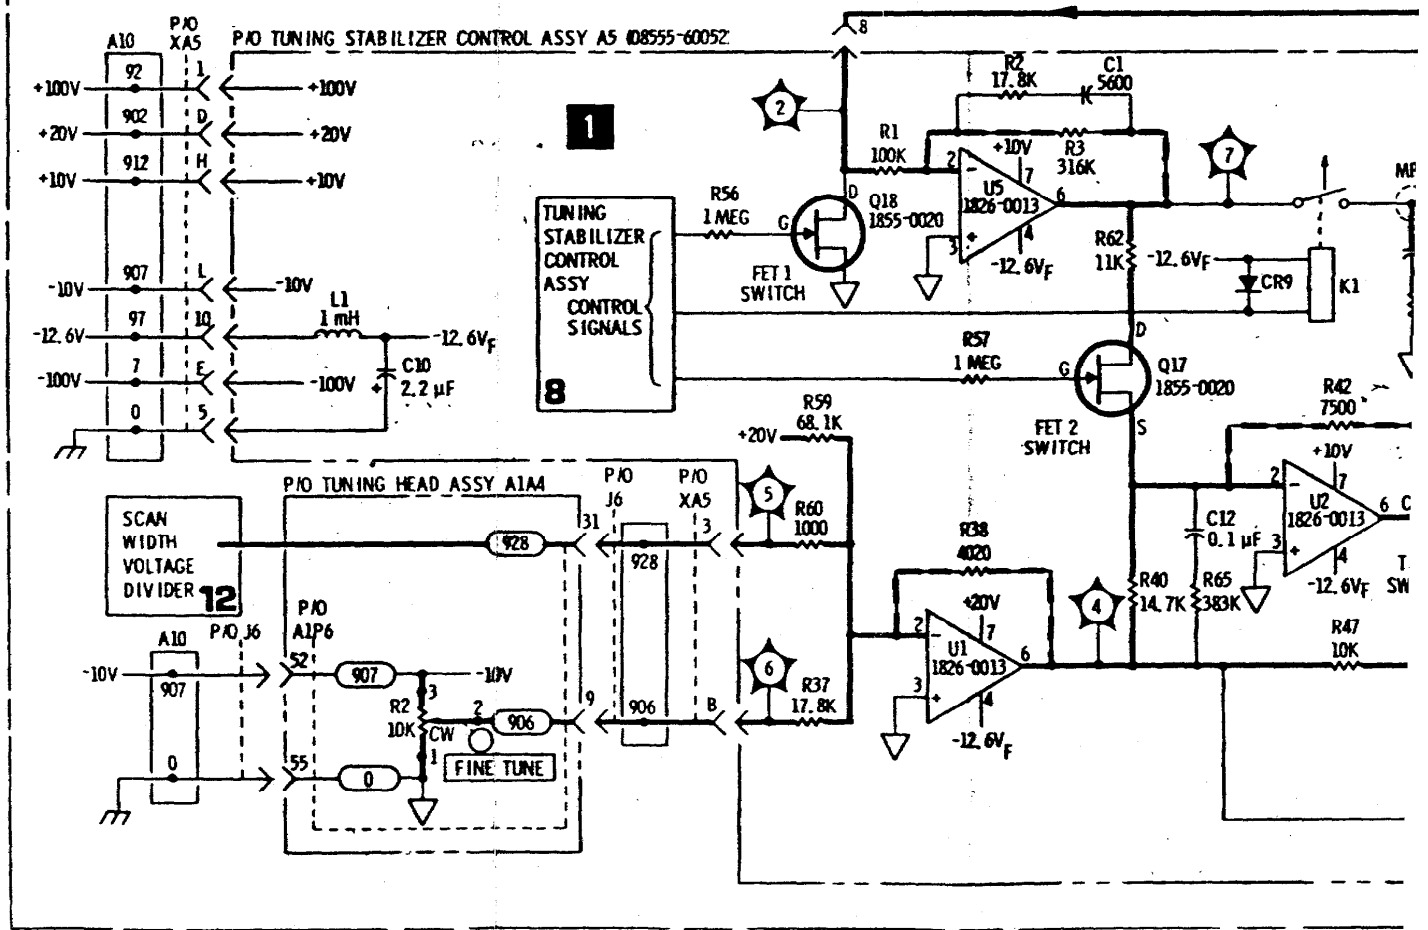 P/O
XA5
A10
P/O TUNING STABILIZER CONTROL ASSY A5 (08555-60052
8
92
1
+100V
+100V
902
D
+20V
+20V
912
H
+10V
+10V
907
L
-10V
-10V
97
10
-12.6V
L1
1 mH
-12.6VF
7
E
-100V
-100V
C10
2.2 µF
+
0
5
1
2
R2
17.8K
C1
5600
R1
100K
R3
316K
+10V
7
2
-
U5
1826-0013
6
+
3
4
-12.6VF
7
MP
TUNING
STABILIZER
CONTROL
ASSY
CONTROL
SIGNALS
8
R56
1 MEG
G
D
Q18
1855-0020
FET 1
SWITCH
R62
11K
-12.6VF
CR9
K1
R57
1 MEG
G
D
Q17
1855-0020
S
FET 2
SWITCH
R42
7500
+10V
7
2
-
U2
1826-0013
6
C
3
+
4
-12.6VF
T
SW
C12
0.1 µF
R40
14.7K
R65
383K
R47
10K
R59
68.1K
+20V
P/O TUNING HEAD ASSY A1A4
P/O
J6
P/O
XA5
5
SCAN
WIDTH
VOLTAGE
DIVIDER
12
928
31
928
3
R60
1000
R38
4020
+20V
7
2
-
U1
1826-0013
6
3
+
4
-12.6VF
4
P/O
A1P6
P/O J6
A10
-10V
907
52
907
-10V
3
R2
10K
CW
2
906
9
906
B
6
R37
17.8K
1
FINE TUNE
0
55
0